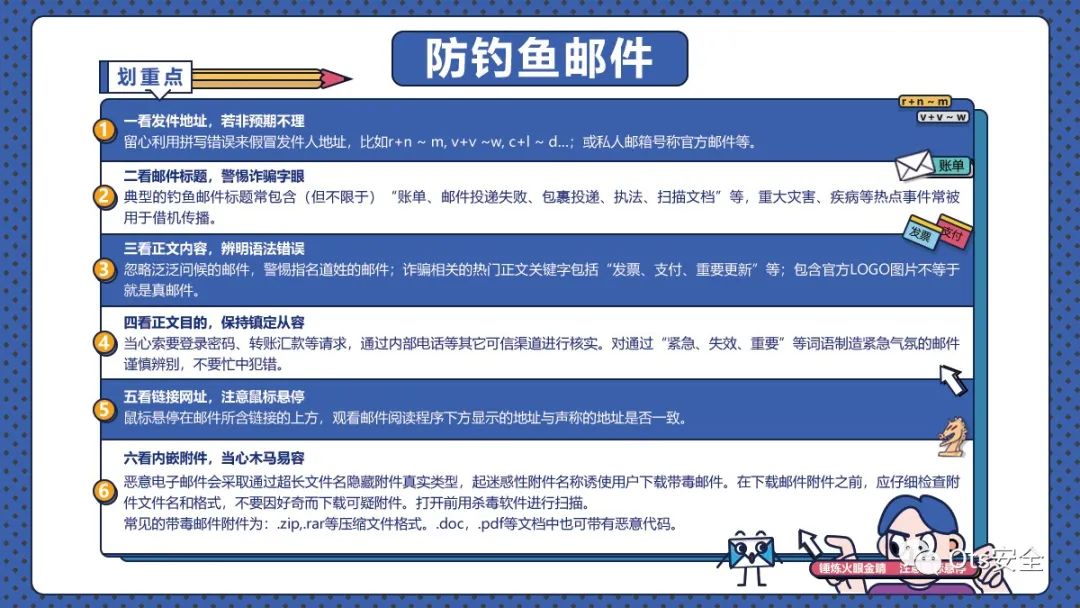 防钓鱼邮件
划重点
r+n ~ m
v+v ~ w
1
一看发件地址，若非预期不理
留心利用拼写错误来假冒发件人地址，比如r+n ~ m, v+v ~w, c+l ~ d...；或私人邮箱号称官方邮件等。
账单
2
二看邮件标题，警惕诈骗字眼
典型的钓鱼邮件标题常包含（但不限于）“账单、邮件投递失败、包裹投递、执法、扫描文档”等，重大灾害、疾病等热点事件常被
用于借机传播。
发票
支付
3
三看正文内容，辨明语法错误
忽略泛泛问候的邮件，警惕指名道姓的邮件；诈骗相关的热门正文关键字包括“发票、支付、重要更新”等；包含官方LOGO图片不等于
就是真邮件。
4
四看正文目的，保持镇定从容
当心索要登录密码、转账汇款等请求，通过内部电话等其它可信渠道进行核实。对通过“紧急、失效、重要”等词语制造紧急气氛的邮件
谨慎辨别，不要忙中犯错。
5
五看链接网址，注意鼠标悬停
鼠标悬停在邮件所含链接的上方，观看邮件阅读程序下方显示的地址与声称的地址是否一致。
6
六看内嵌附件，当心木马易容
恶意电子邮件会采取通过超长文件名隐藏附件真实类型，起迷惑性附件名称诱使用户下载带毒邮件。在下载邮件附件之前，应仔细检查附
件文件名和格式，不要因好奇而下载可疑附件。打开前用杀毒软件进行扫描。
常见的带毒邮件附件为：.zip,.rar等压缩文件格式。.doc，.pdf等文档中也可带有恶意代码。
锤炼火眼金睛 注意鼠标悬停
Ots安全